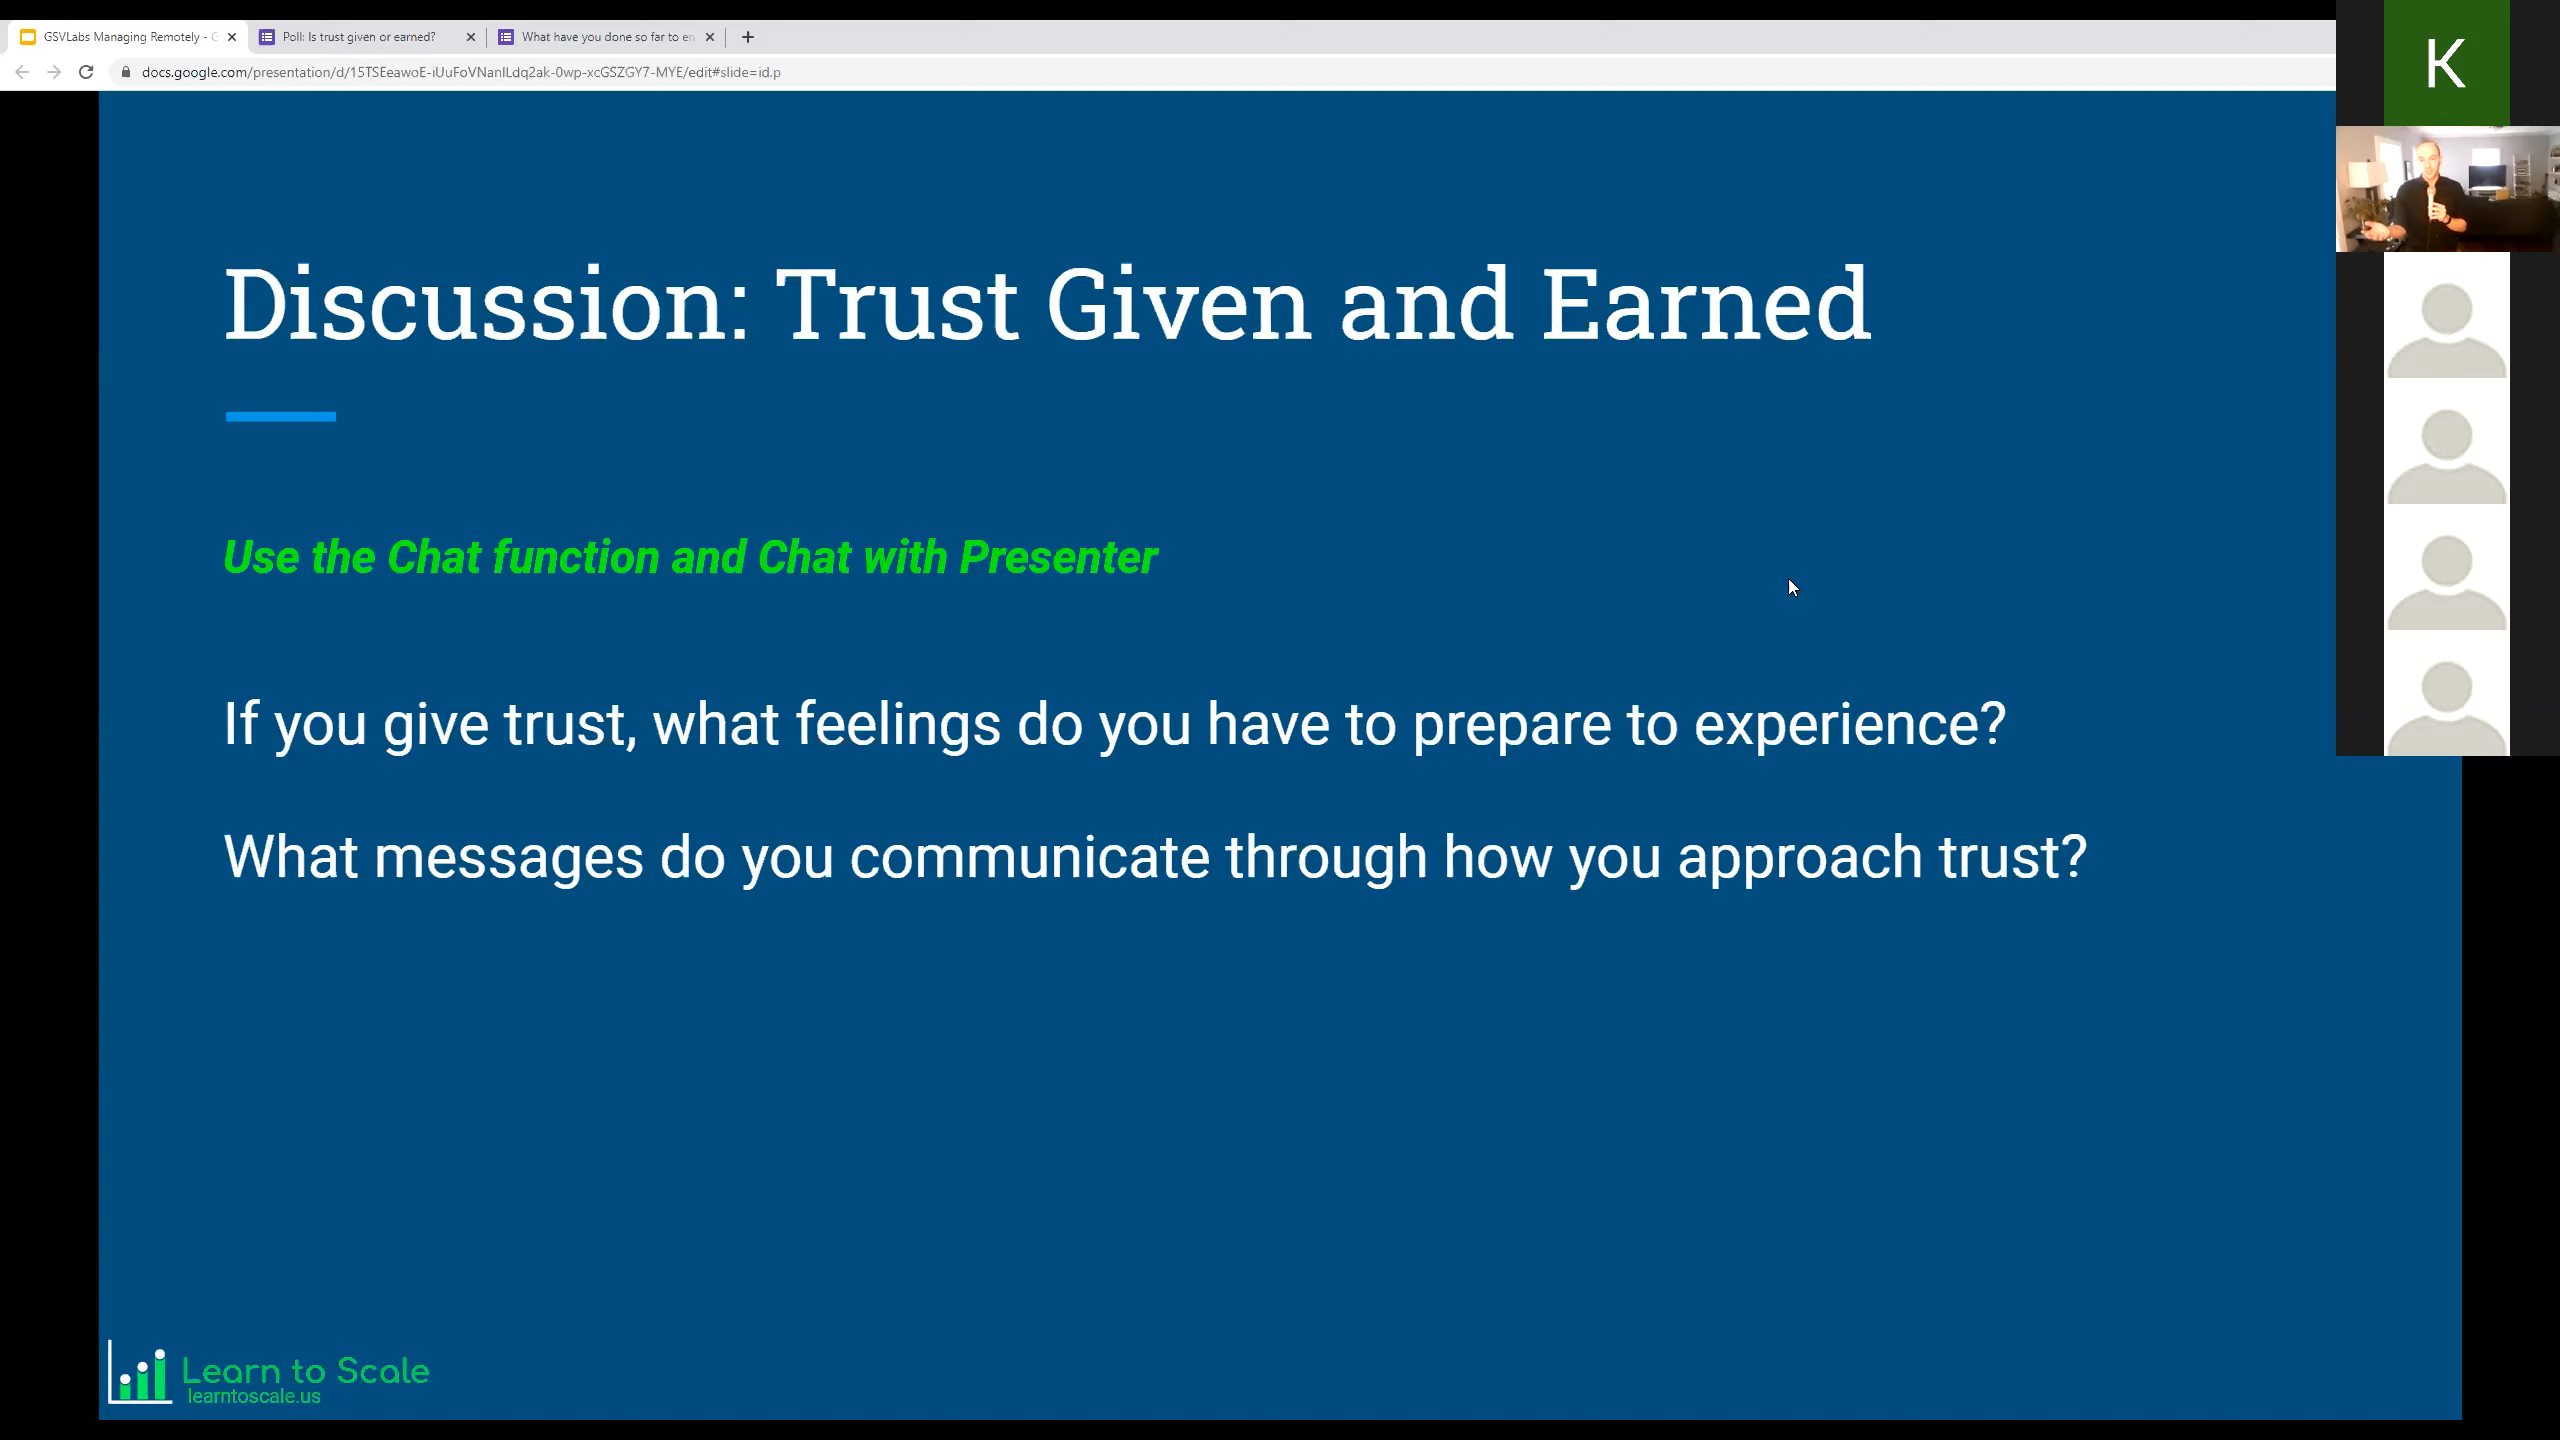 GSVLabs Managing Remotely - G
Poll: Is trust given or earned?
What have you done so far to en
docs.google.com/presentation/d/15TSEeawoE-iUuFoVNanlLdq2ak-0wp-xcGSZGY7-MYE/edit#slide=id.p
K
Discussion: Trust Given and Earned
Use the Chat function and Chat with Presenter
If you give trust, what feelings do you have to prepare to experience?
What messages do you communicate through how you approach trust?
Learn to Scale
learntoscale.us